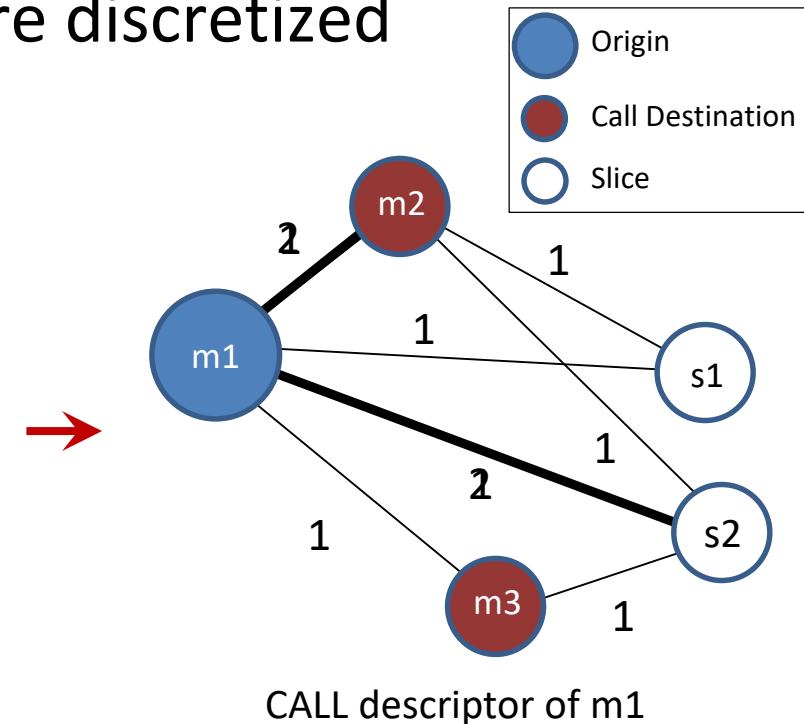 re discretized
Origin
Call Destination
Slice
m2
1
1
m1
s1
1
s2
1
m3
1
CALL descriptor of m1